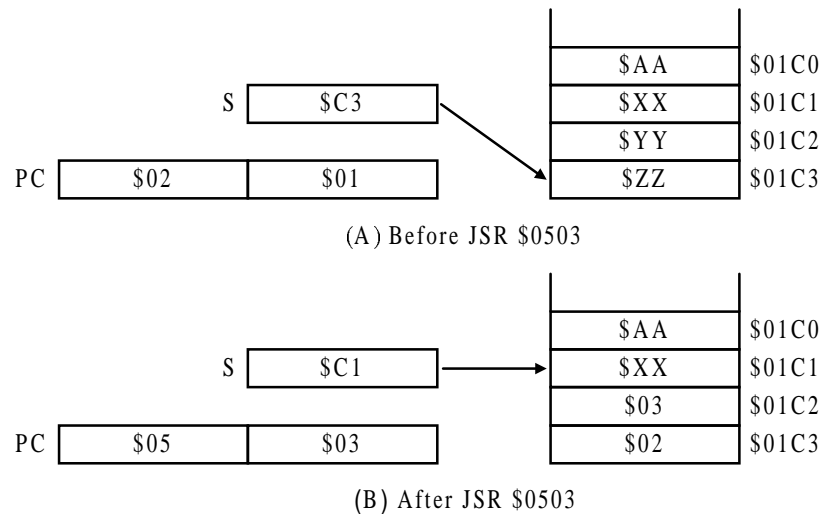 $AA $01C0
S $C3 $XX $01C1
$YY $01C2
PC $02 $01 $ZZ $01C3
(A) Before JSR $0503
$AA $01C0
S $C1 $XX $01C1
$03 $01C2
PC $05 $03 $02 $01C3
(B) After JSR $0503